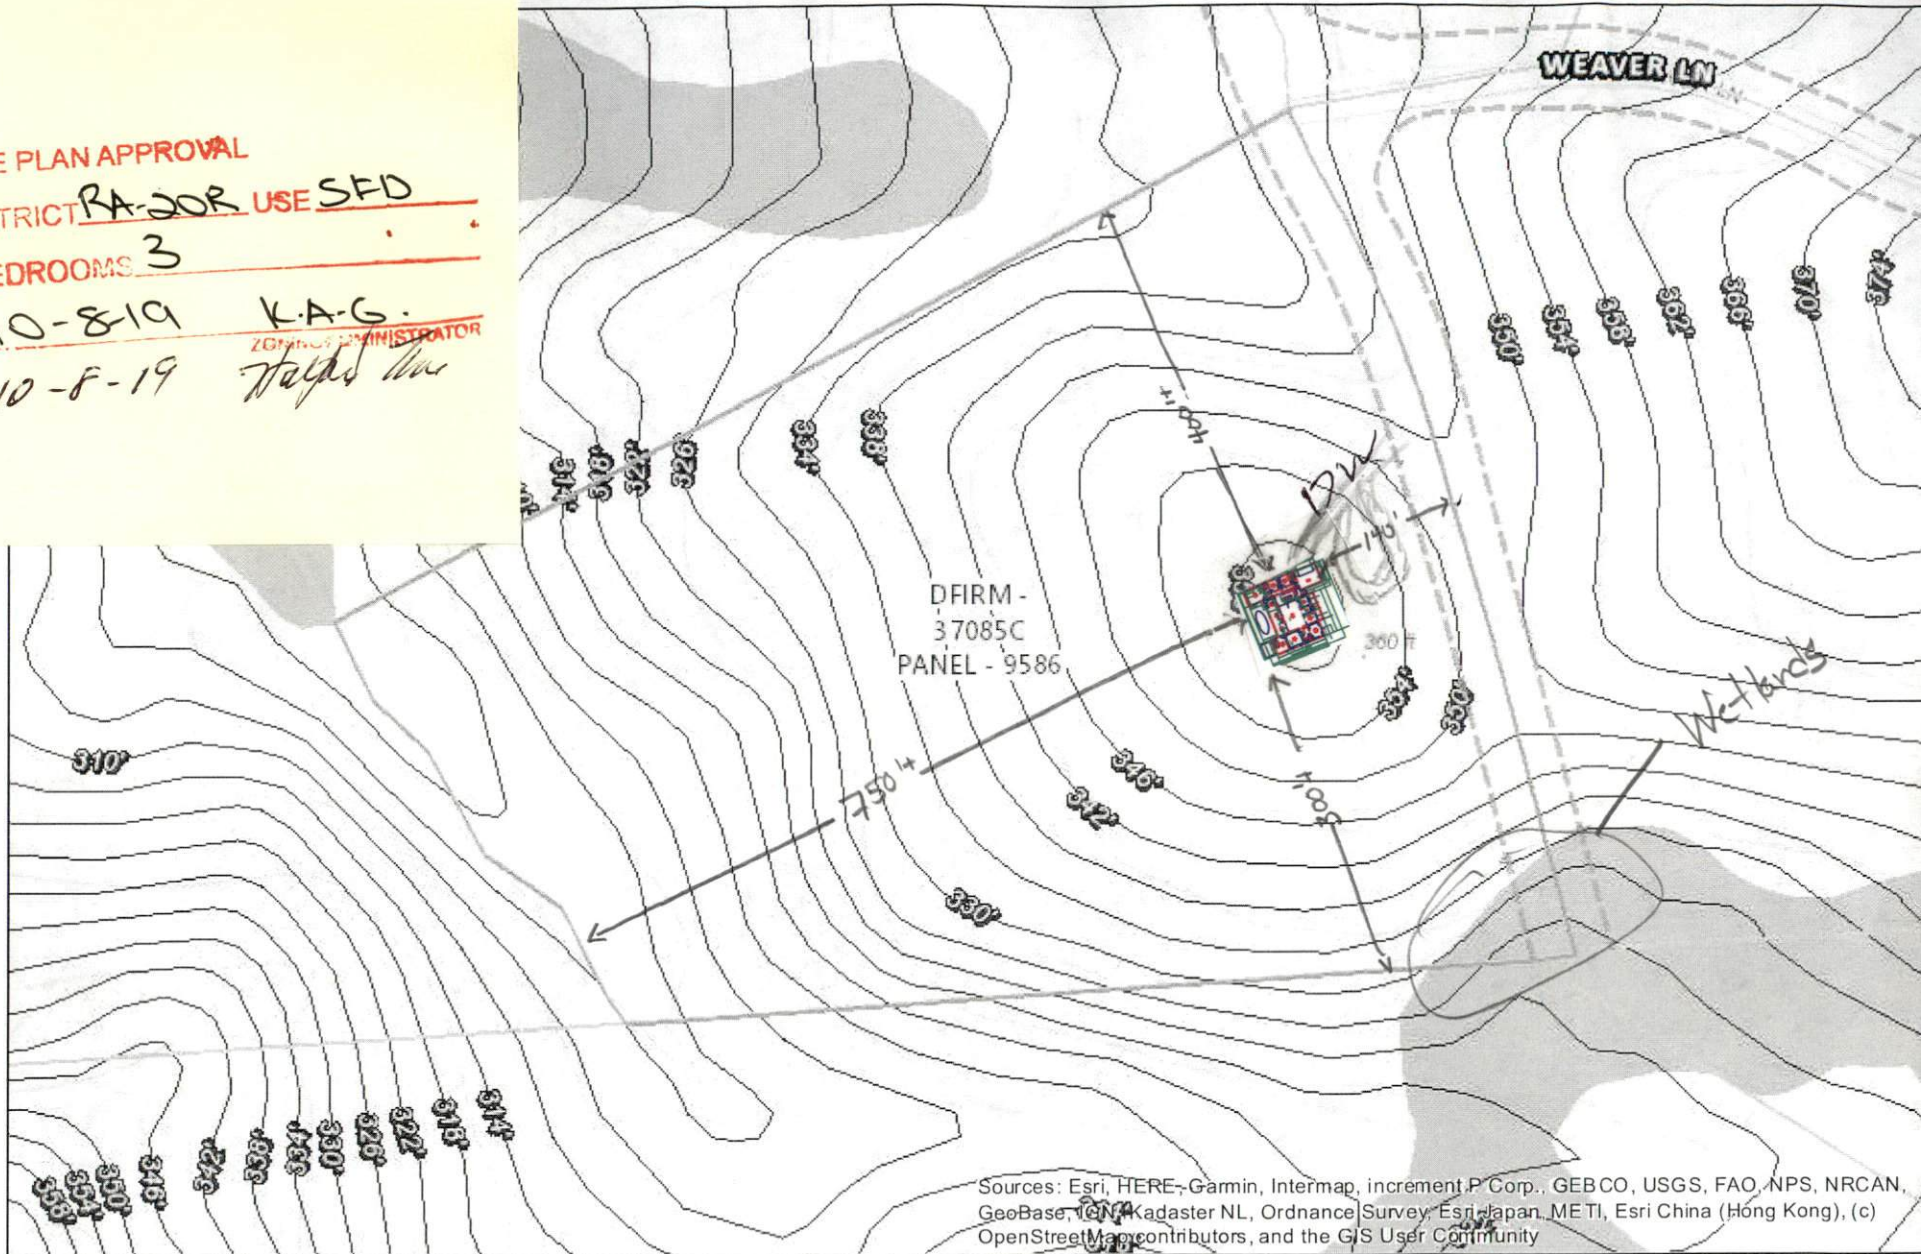 E PLAN APPROVAL
TRICT RA-20R USE SFD
EDROOMS 3
10-8-19 K.A.G.
ZONING ADMINISTRATOR
10-8-19
WEAVER LN
LN
350'
354'
358'
362'
366'
370'
374'
314'
318'
322'
326'
334'
338'
DW
140'
DFIRM -
37085C
PANEL - 9586
360 ft
354'
350'
Wetlands
310'
346'
342'
750 ft
330'
358'
354'
350'
346'
342'
338'
334'
330'
326'
322'
318'
314'
Sources: Esri, HERE, Garmin, Intermap, increment P Corp., GEBCO, USGS, FAO, NPS, NRCAN,
GeoBase, IGN, Kadaster NL, Ordnance Survey, Esri Japan, METI, Esri China (Hong Kong), (c)
OpenStreetMap contributors, and the GIS User Community